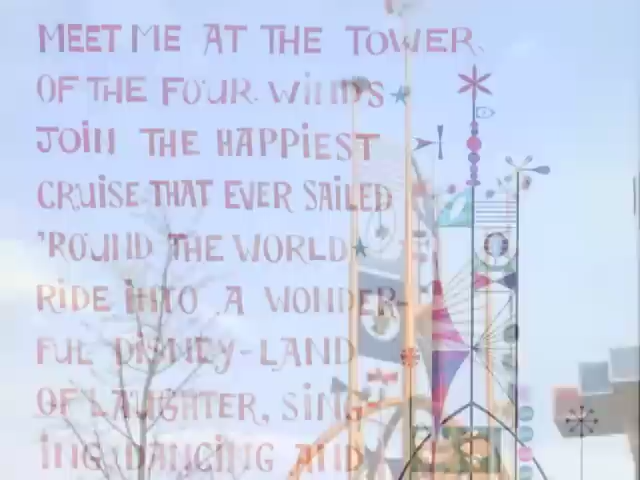 MEET ME AT THE TOWER
OF THE FOUR WINDS
JOIN THE HAPPIEST
CRUISE THAT EVER SAILED
'ROUND THE WORLD
RIDE INTO A WONDER-
FUL DISNEY-LAND
OF LAUGHTER, SING-
ING DANCING AND